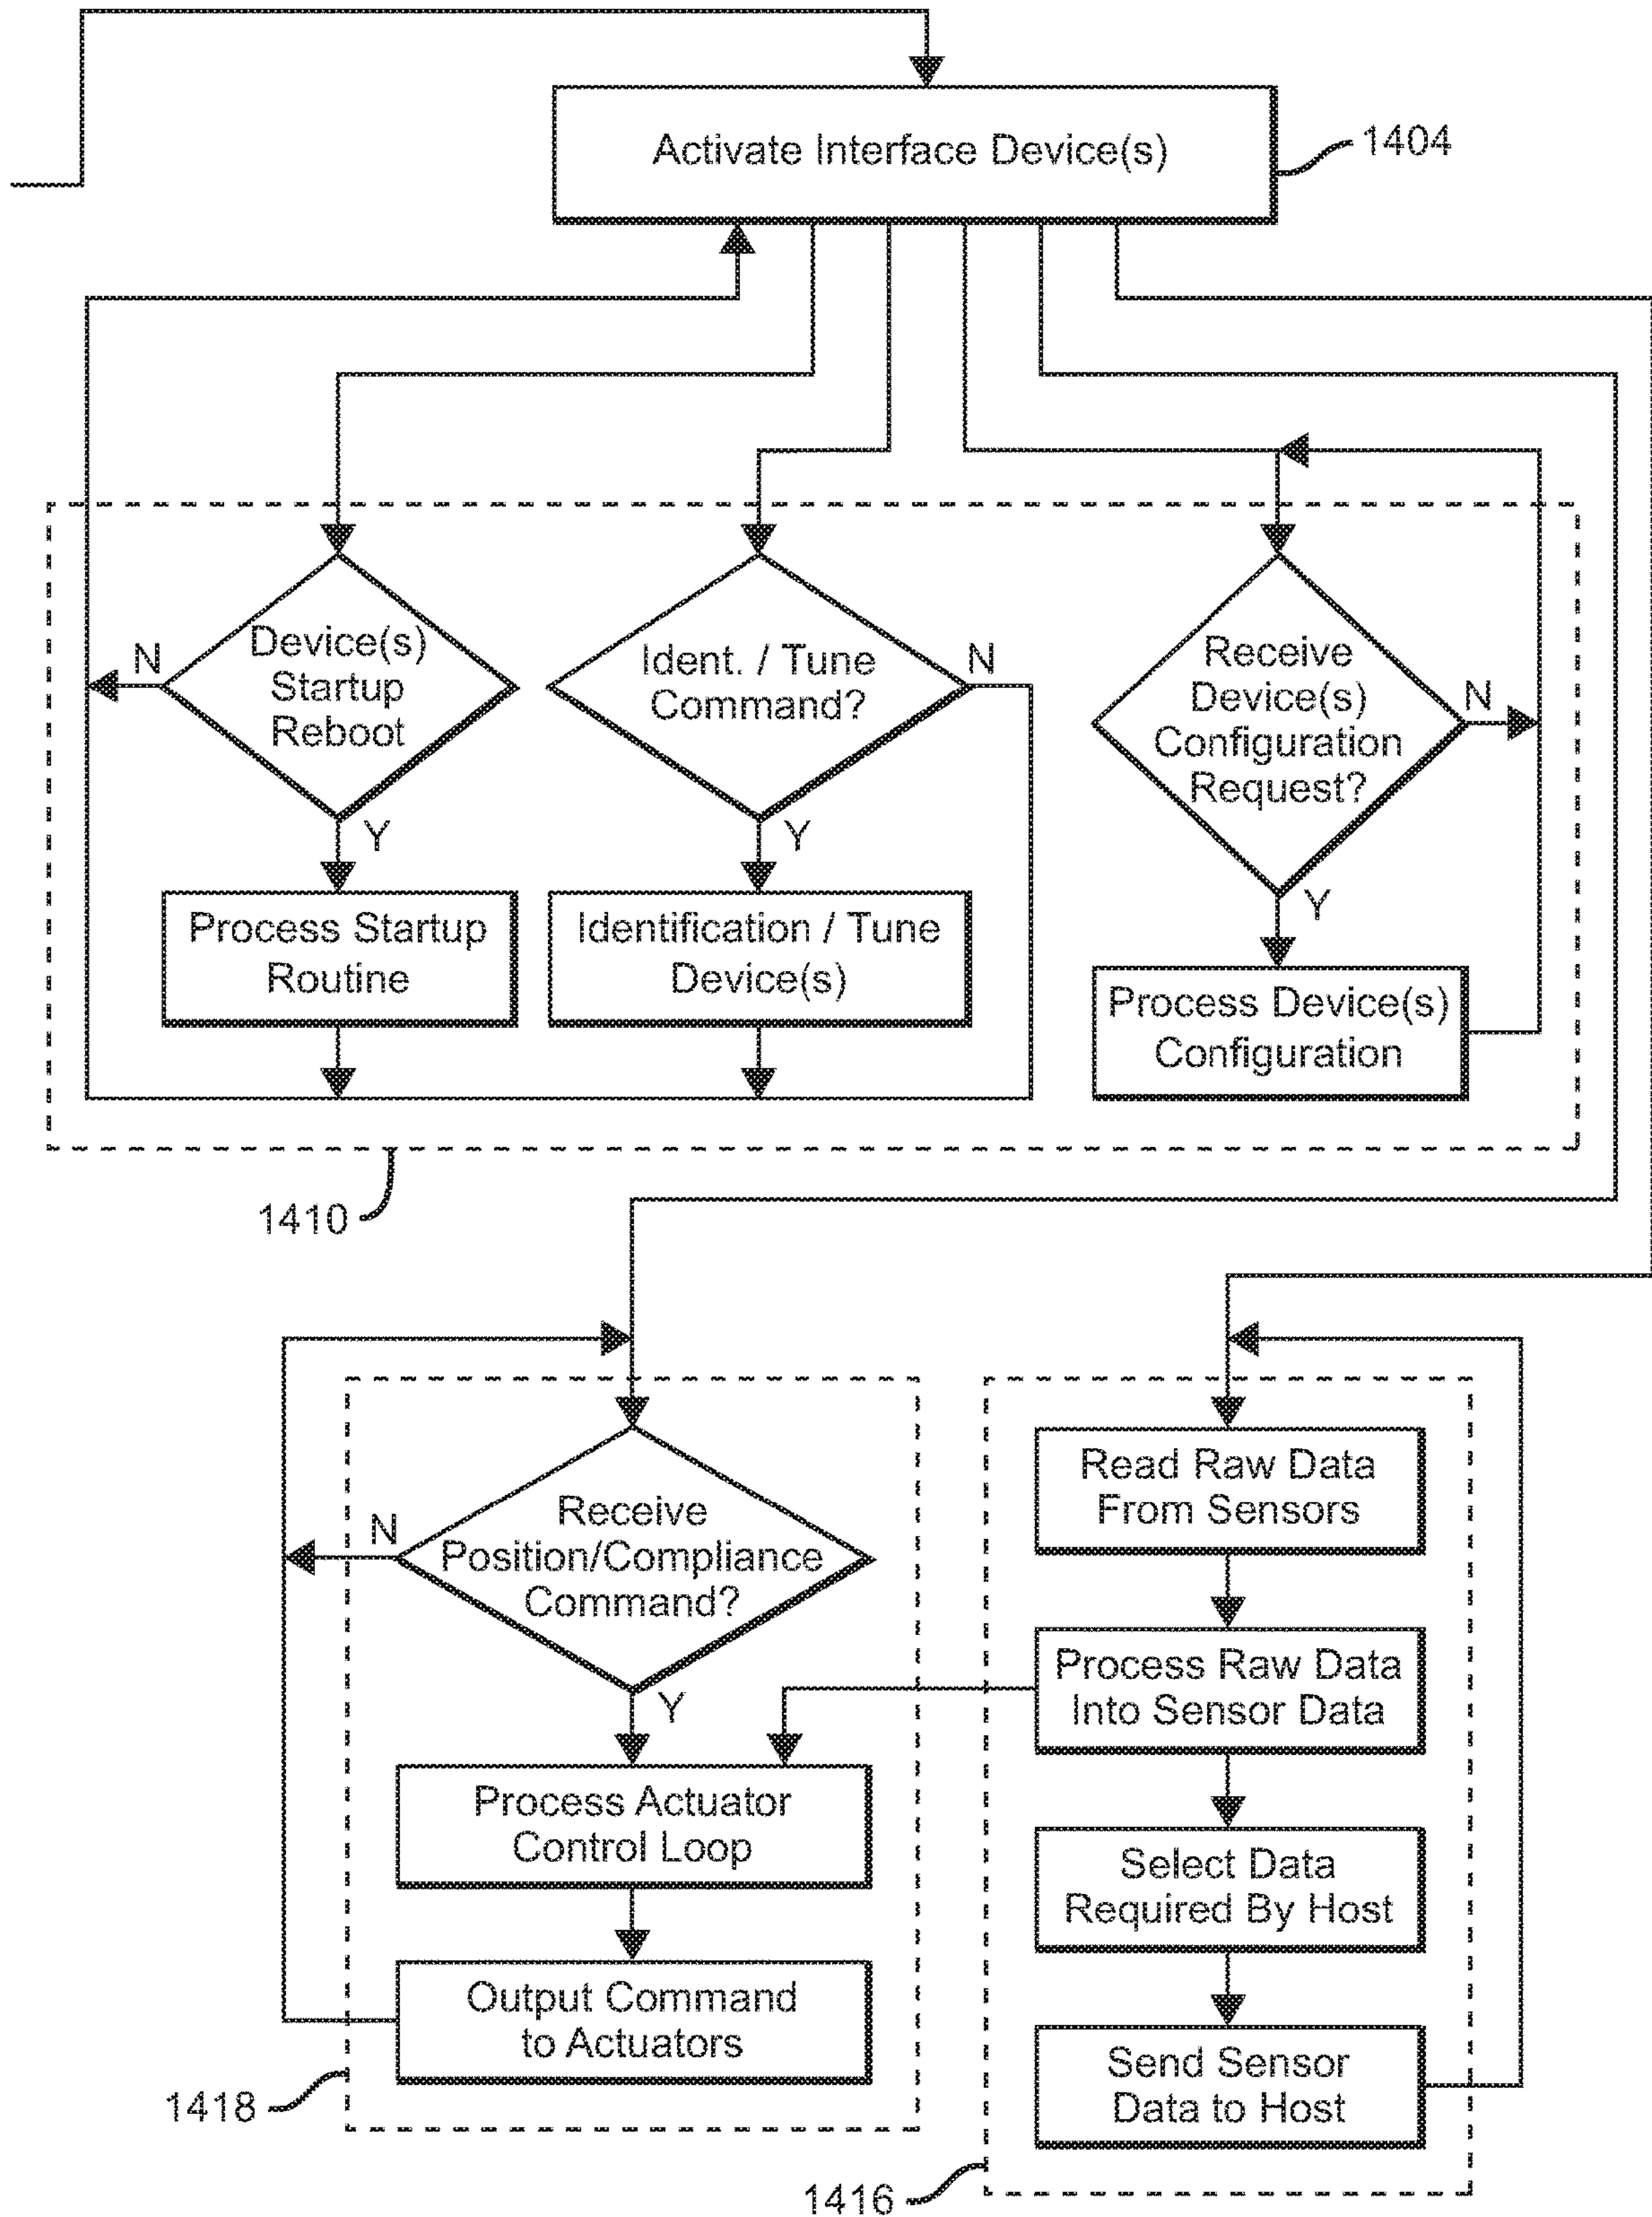 Activate Interface Device(s)
1404
Device(s)
Startup
Reboot
N
Y
Ident. / Tune
Command?
N
Y
Receive
Device(s)
Configuration
Request?
N
Y
Process Startup
Routine
Identification / Tune
Device(s)
Process Device(s)
Configuration
1410
Receive
Position/Compliance
Command?
N
Y
Process Actuator
Control Loop
Output Command
to Actuators
1418
Read Raw Data
From Sensors
Process Raw Data
Into Sensor Data
Select Data
Required By Host
Send Sensor
Data to Host
1416